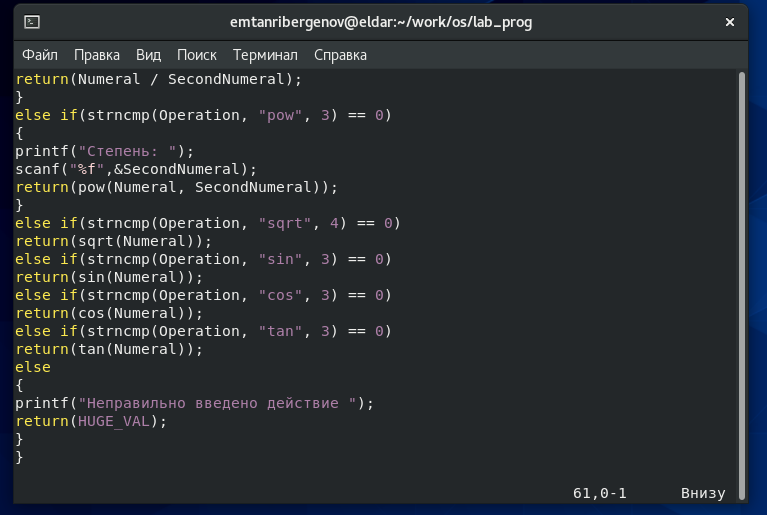 emtanribergenov@eldar:~/work/os/lab_prog
Файл Правка Вид Поиск Терминал Справка
return(Numeral / SecondNumeral);
}
else if(strncmp(Operation, "pow", 3) == 0)
{
printf("Степень: ");
scanf("%f",&SecondNumeral);
return(pow(Numeral, SecondNumeral));
}
else if(strncmp(Operation, "sqrt", 4) == 0)
return(sqrt(Numeral));
else if(strncmp(Operation, "sin", 3) == 0)
return(sin(Numeral));
else if(strncmp(Operation, "cos", 3) == 0)
return(cos(Numeral));
else if(strncmp(Operation, "tan", 3) == 0)
return(tan(Numeral));
else
{
printf("Неправильно введено действие ");
return(HUGE_VAL);
}
}
61,0-1 Внизу